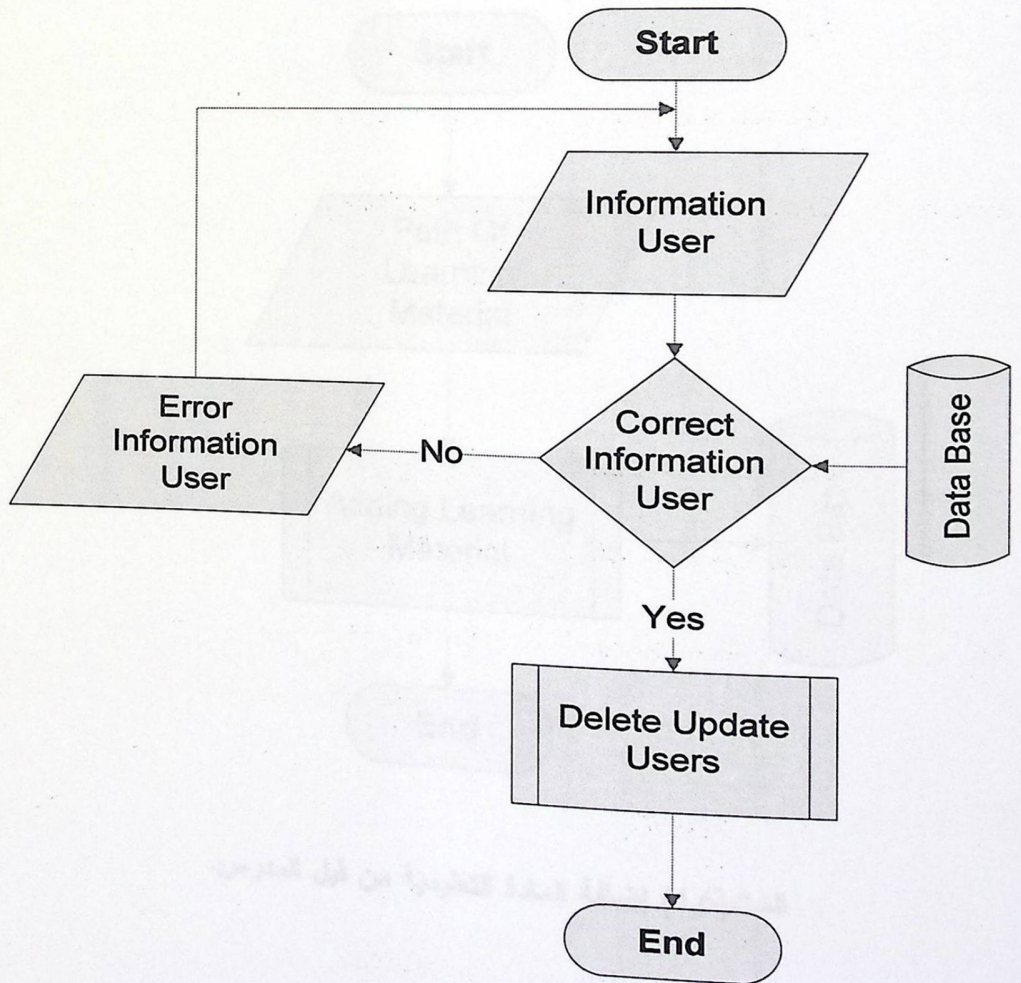 Start
Information
User
Correct
Information
User
Data Base
No
Error
Information
User
Yes
Delete Update
Users
End